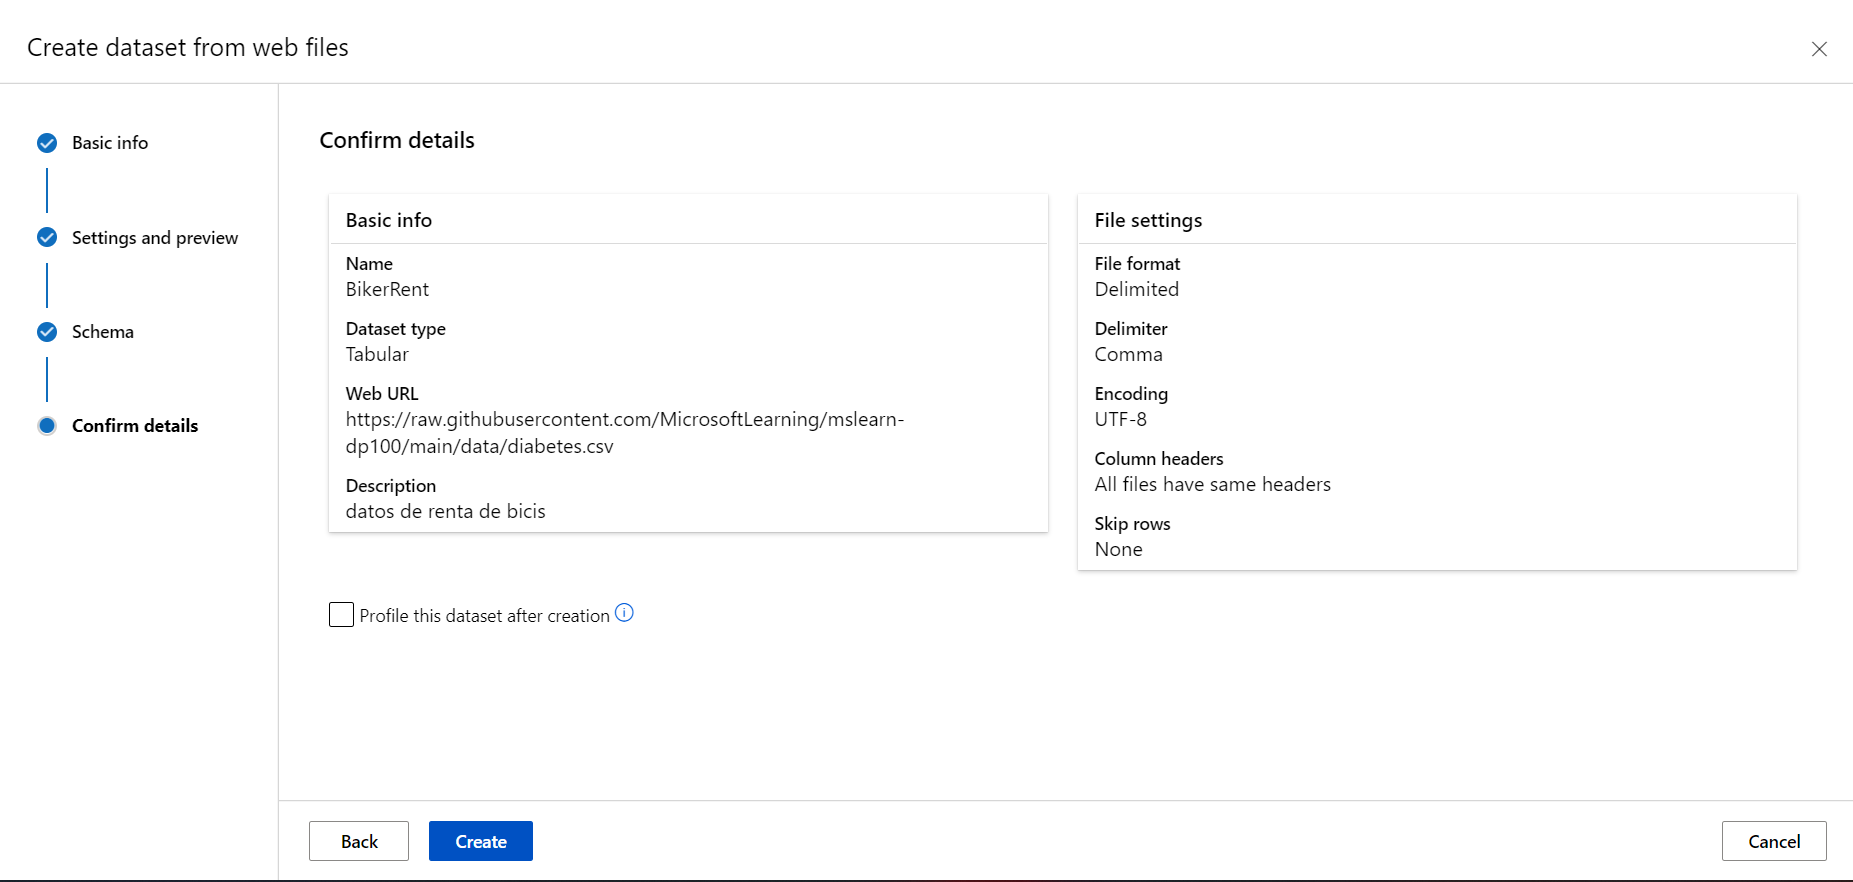 Create dataset from web files
Basic info
Settings and preview
Schema
Confirm details
Confirm details
Basic info
Name
BikerRent
Dataset type
Tabular
Web URL
https://raw.githubusercontent.com/MicrosoftLearning/mslearn-
dp100/main/data/diabetes.csv
Description
datos de renta de bicis
File settings
File format
Delimited
Delimiter
Comma
Encoding
UTF-8
Column headers
All files have same headers
Skip rows
None
Profile this dataset after creation
Back
Create
Cancel